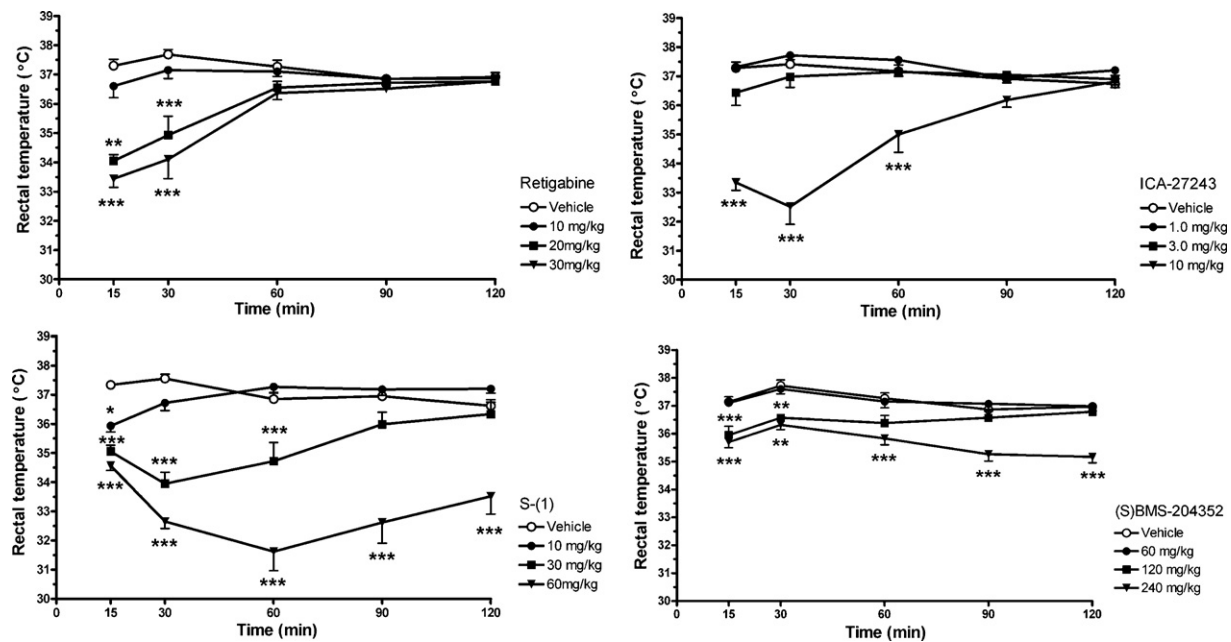 Rectal temperature (°C)
39
38
37
36
35
34
33
32
31
30
**
***
***
***
Retigabine
Vehicle
10 mg/kg
20mg/kg
30mg/kg
0 15 30 60 90 120
Time (min)
Rectal temperature (°C)
39
38
37
36
35
34
33
32
31
30
***
***
***
ICA-27243
Vehicle
1.0 mg/kg
3.0 mg/kg
10 mg/kg
0 15 30 60 90 120
Time (min)
Rectal temperature (°C)
39
38
37
36
35
34
33
32
31
30
*
***
***
***
***
***
***
***
***
S-(1)
Vehicle
10 mg/kg
30 mg/kg
60mg/kg
0 15 30 60 90 120
Time (min)
Rectal temperature (°C)
39
38
37
36
35
34
33
32
31
30
*** **
*** ** *** *** ***
(S)BMS-204352
Vehicle
60 mg/kg
120 mg/kg
240 mg/kg
0 15 30 60 90 120
Time (min)